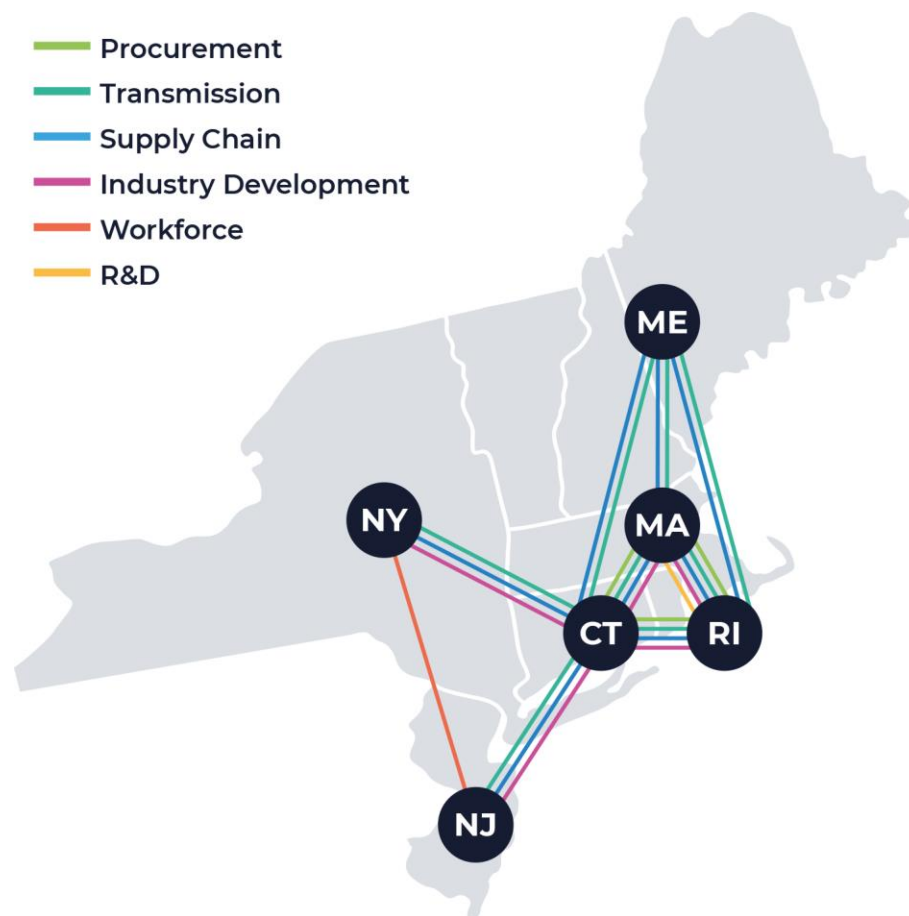 Procurement
Transmission
Supply Chain
Industry Development
Workforce
R&D
ME
NY
MA
CT
RI
NJ